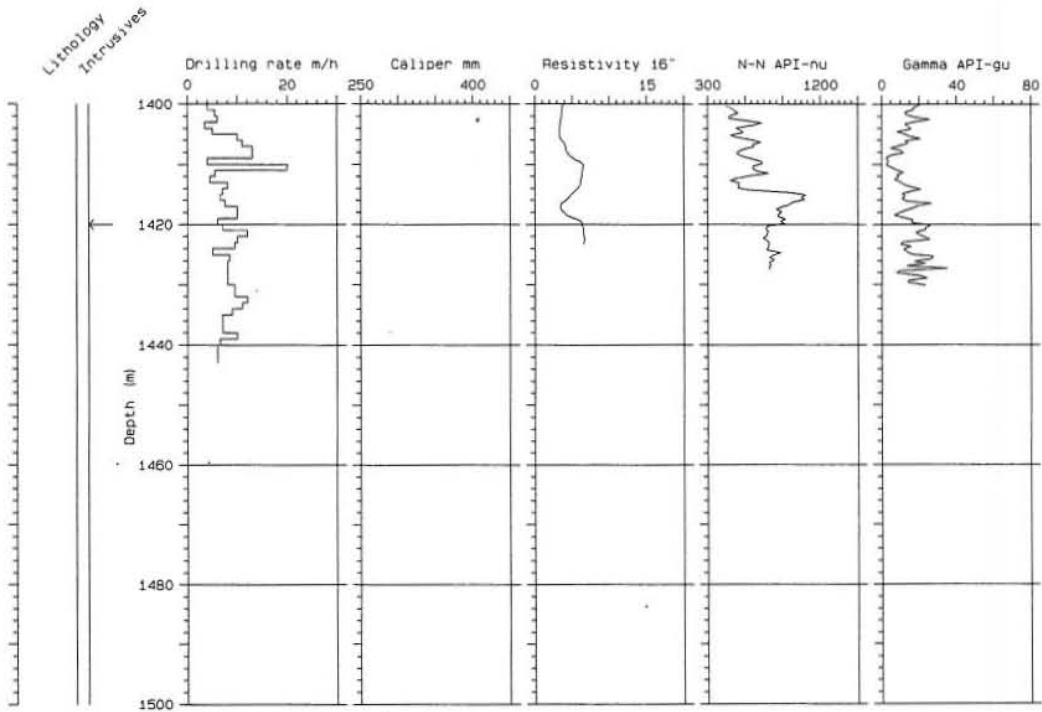 Lithology
Intrusives
Drilling rate m/h
Caliper mm
Resistivity 16"
N-N API-nu
Gamma API-gu
0 20
250 400
0 15
300 1200
0 40 80
1400
1420
1440
1460
1480
1500
Depth (m)